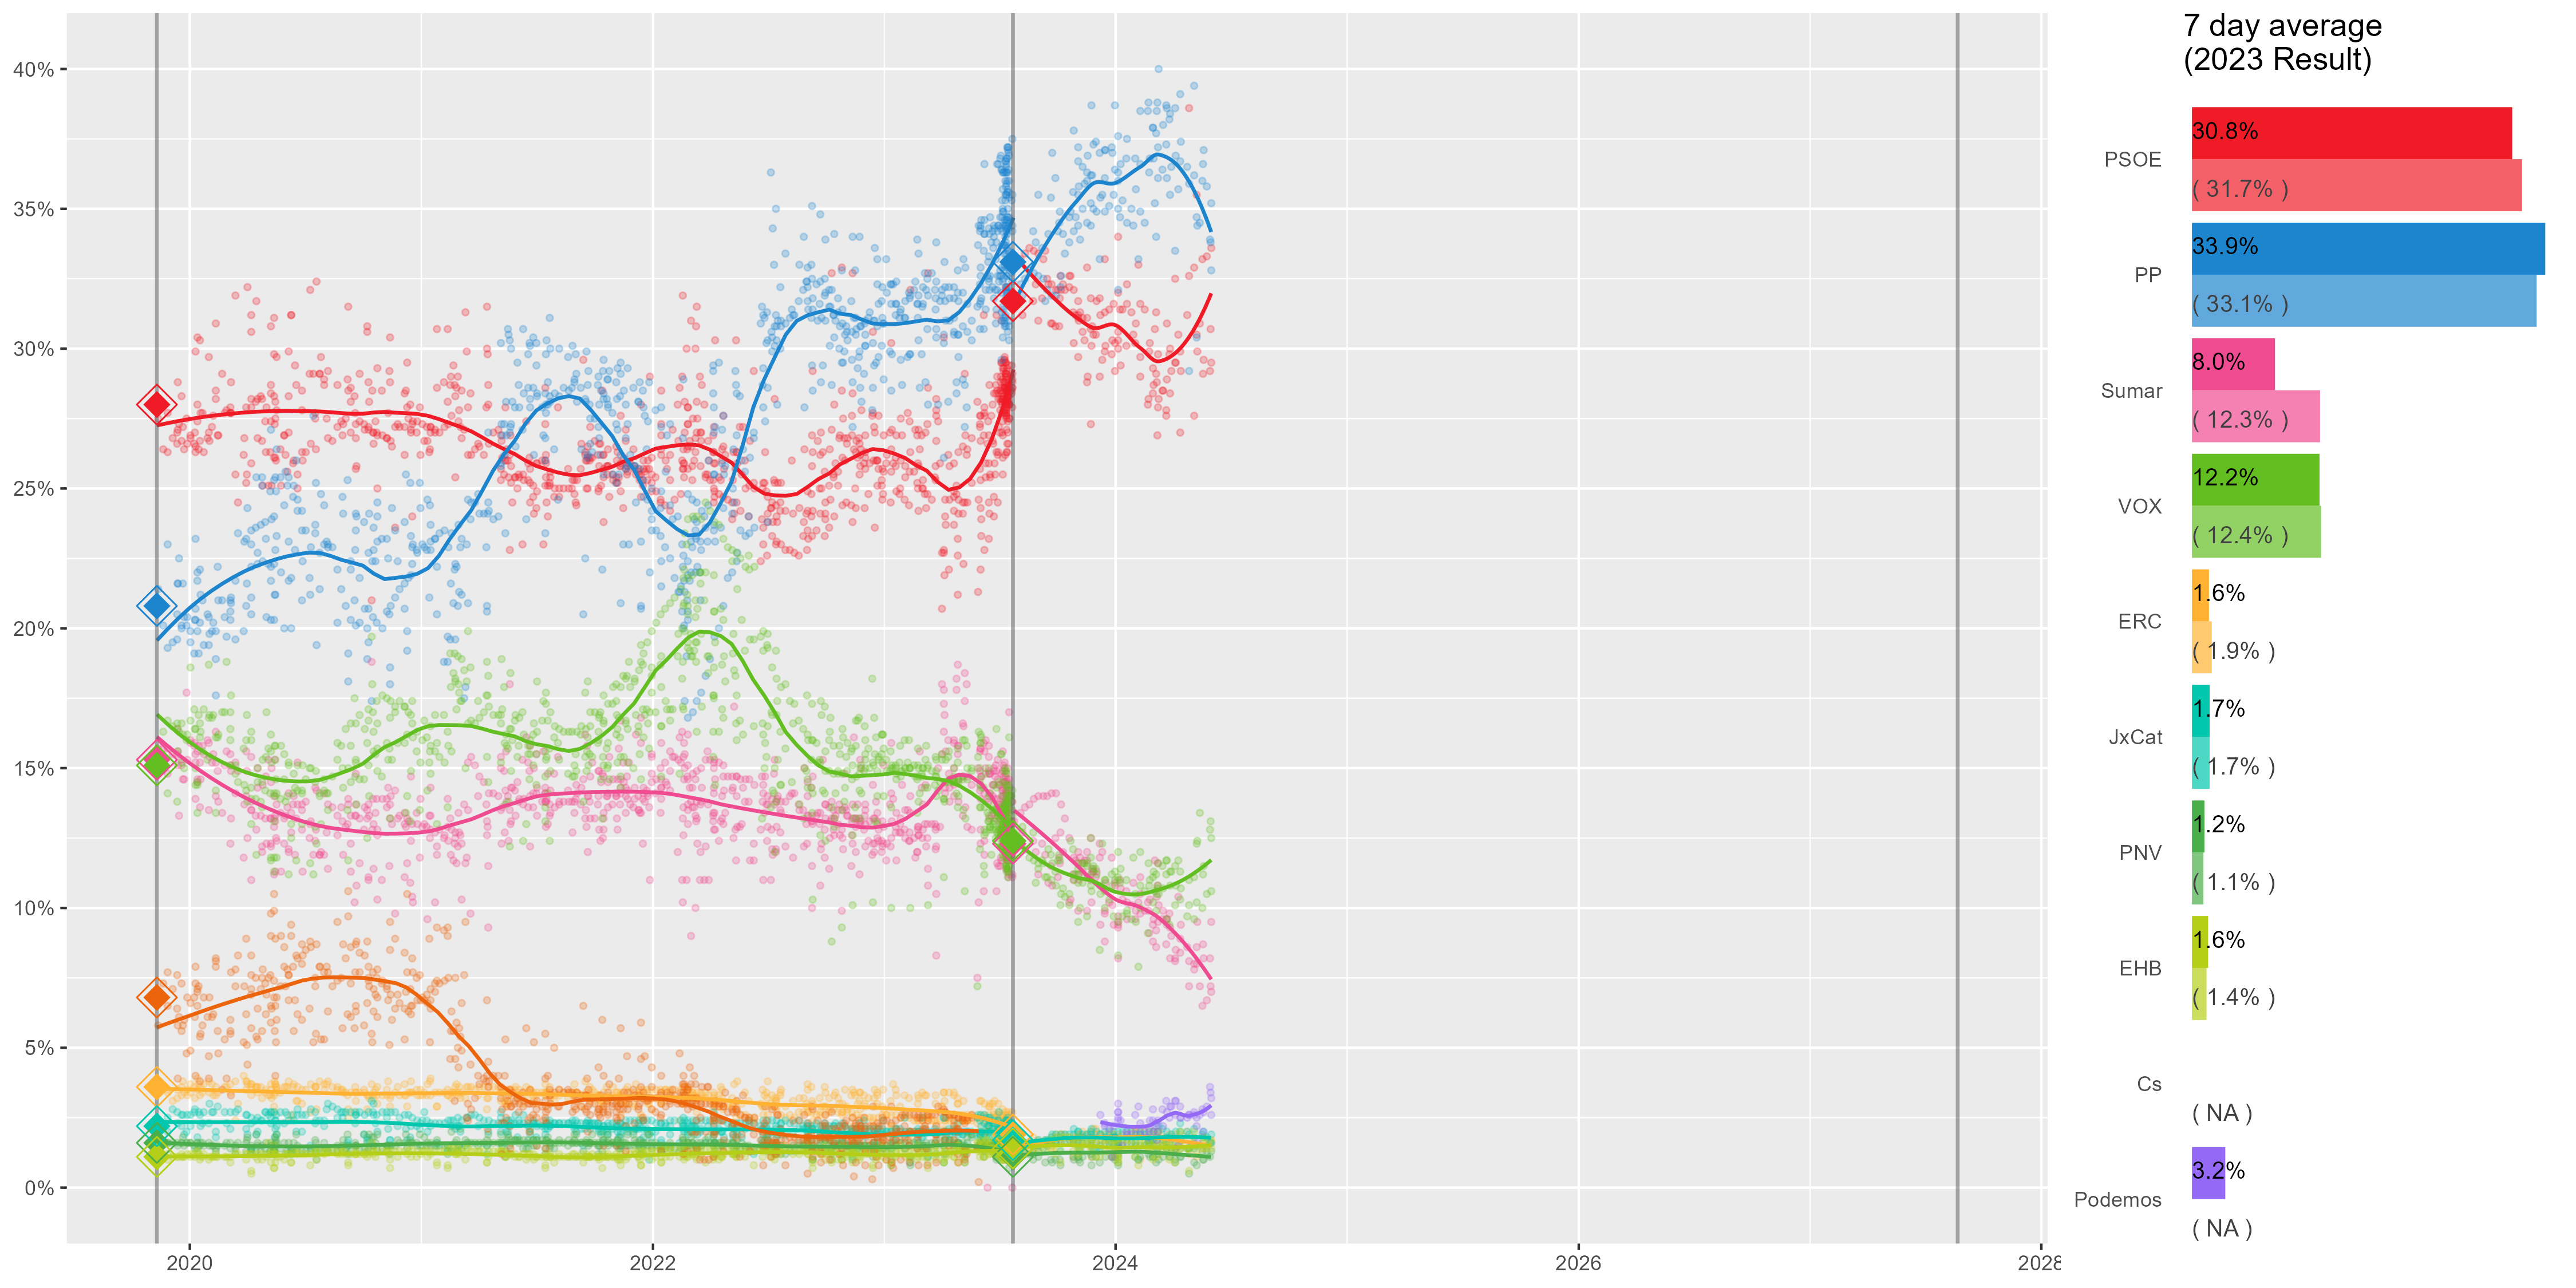 7 day average
(2023 Result)
40%
35%
30%
25%
20%
15%
10%
5%
0%
2020
2022
2024
2026
2028
PSOE
30.8%
( 31.7% )
PP
33.9%
( 33.1% )
Sumar
8.0%
( 12.3% )
VOX
12.2%
( 12.4% )
ERC
1.6%
( 1.9% )
JxCat
1.7%
( 1.7% )
PNV
1.2%
( 1.1% )
EHB
1.6%
( 1.4% )
Cs
( NA )
Podemos
3.2%
( NA )